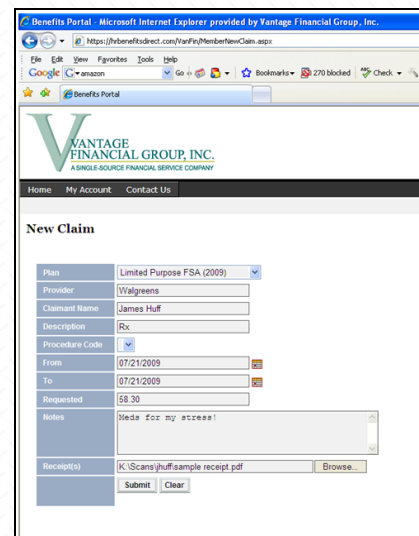 Benefits Portal - Microsoft Internet Explorer provided by Vantage Financial Group, Inc.
https://hrbenefitsdirect.com/VanFin/MemberNewClaim.aspx
File Edit View Favorites Tools Help
Google amazon Go Bookmarks 270 blocked Check
Benefits Portal
VANTAGE
FINANCIAL GROUP, INC.
A SINGLE-SOURCE FINANCIAL SERVICE COMPANY
Home My Account Contact Us
New Claim
Plan Limited Purpose FSA (2009)
Provider Walgreens
Claimant Name James Huff
Description Rx
Procedure Code
From 07/21/2009
To 07/21/2009
Requested 58.30
Notes Meds for my stress!
Receipt(s) K:\Scans\jhuff\sample receipt.pdf Browse...
Submit Clear